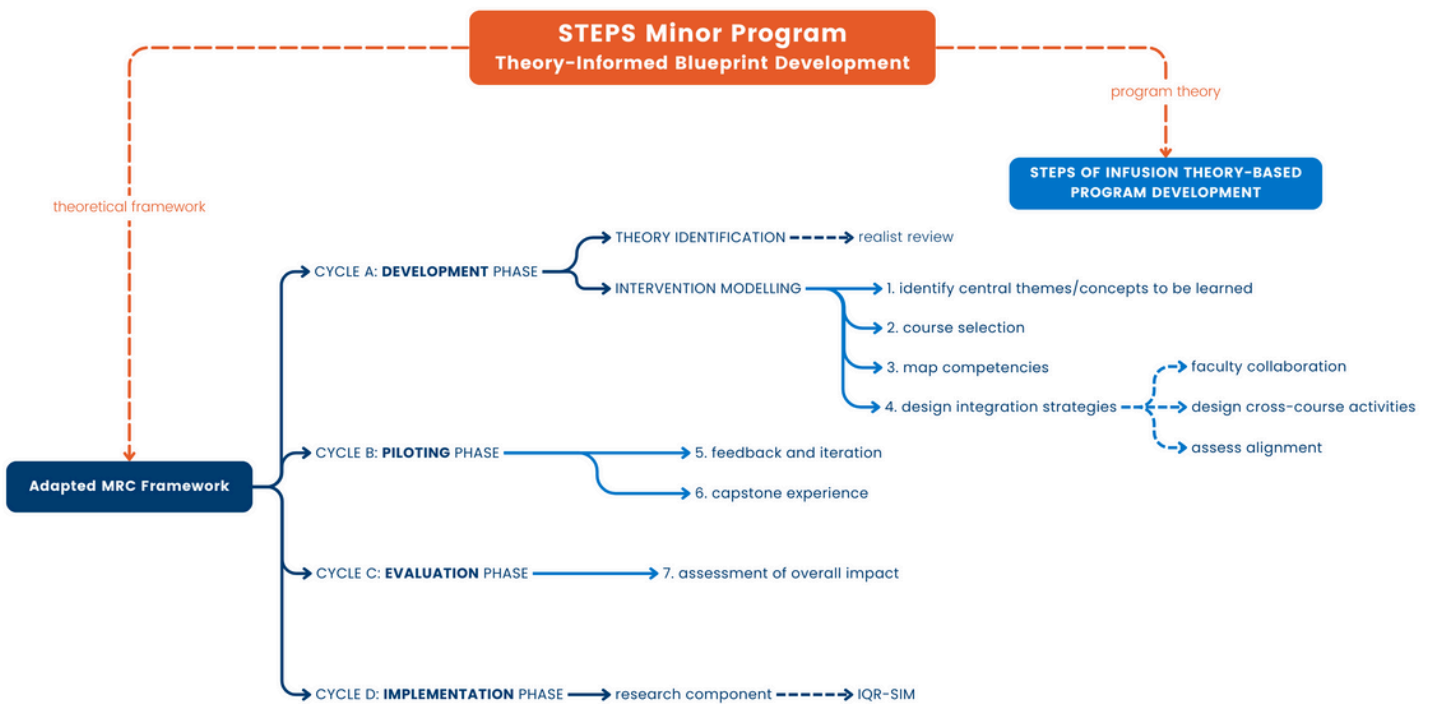 STEPS Minor Program
Theory-Informed Blueprint Development
program theory
STEPS OF INFUSION THEORY-BASED
PROGRAM DEVELOPMENT
theoretical framework
THEORY IDENTIFICATION
realist review
CYCLE A: DEVELOPMENT PHASE
INTERVENTION MODELLING
1. identify central themes/concepts to be learned
2. course selection
3. map competencies
faculty collaboration
4. design integration strategies
design cross-course activities
assess alignment
CYCLE B: PILOTING PHASE
5. feedback and iteration
Adapted MRC Framework
6. capstone experience
CYCLE C: EVALUATION PHASE
7. assessment of overall impact
CYCLE D: IMPLEMENTATION PHASE
research component
IQR-SIM